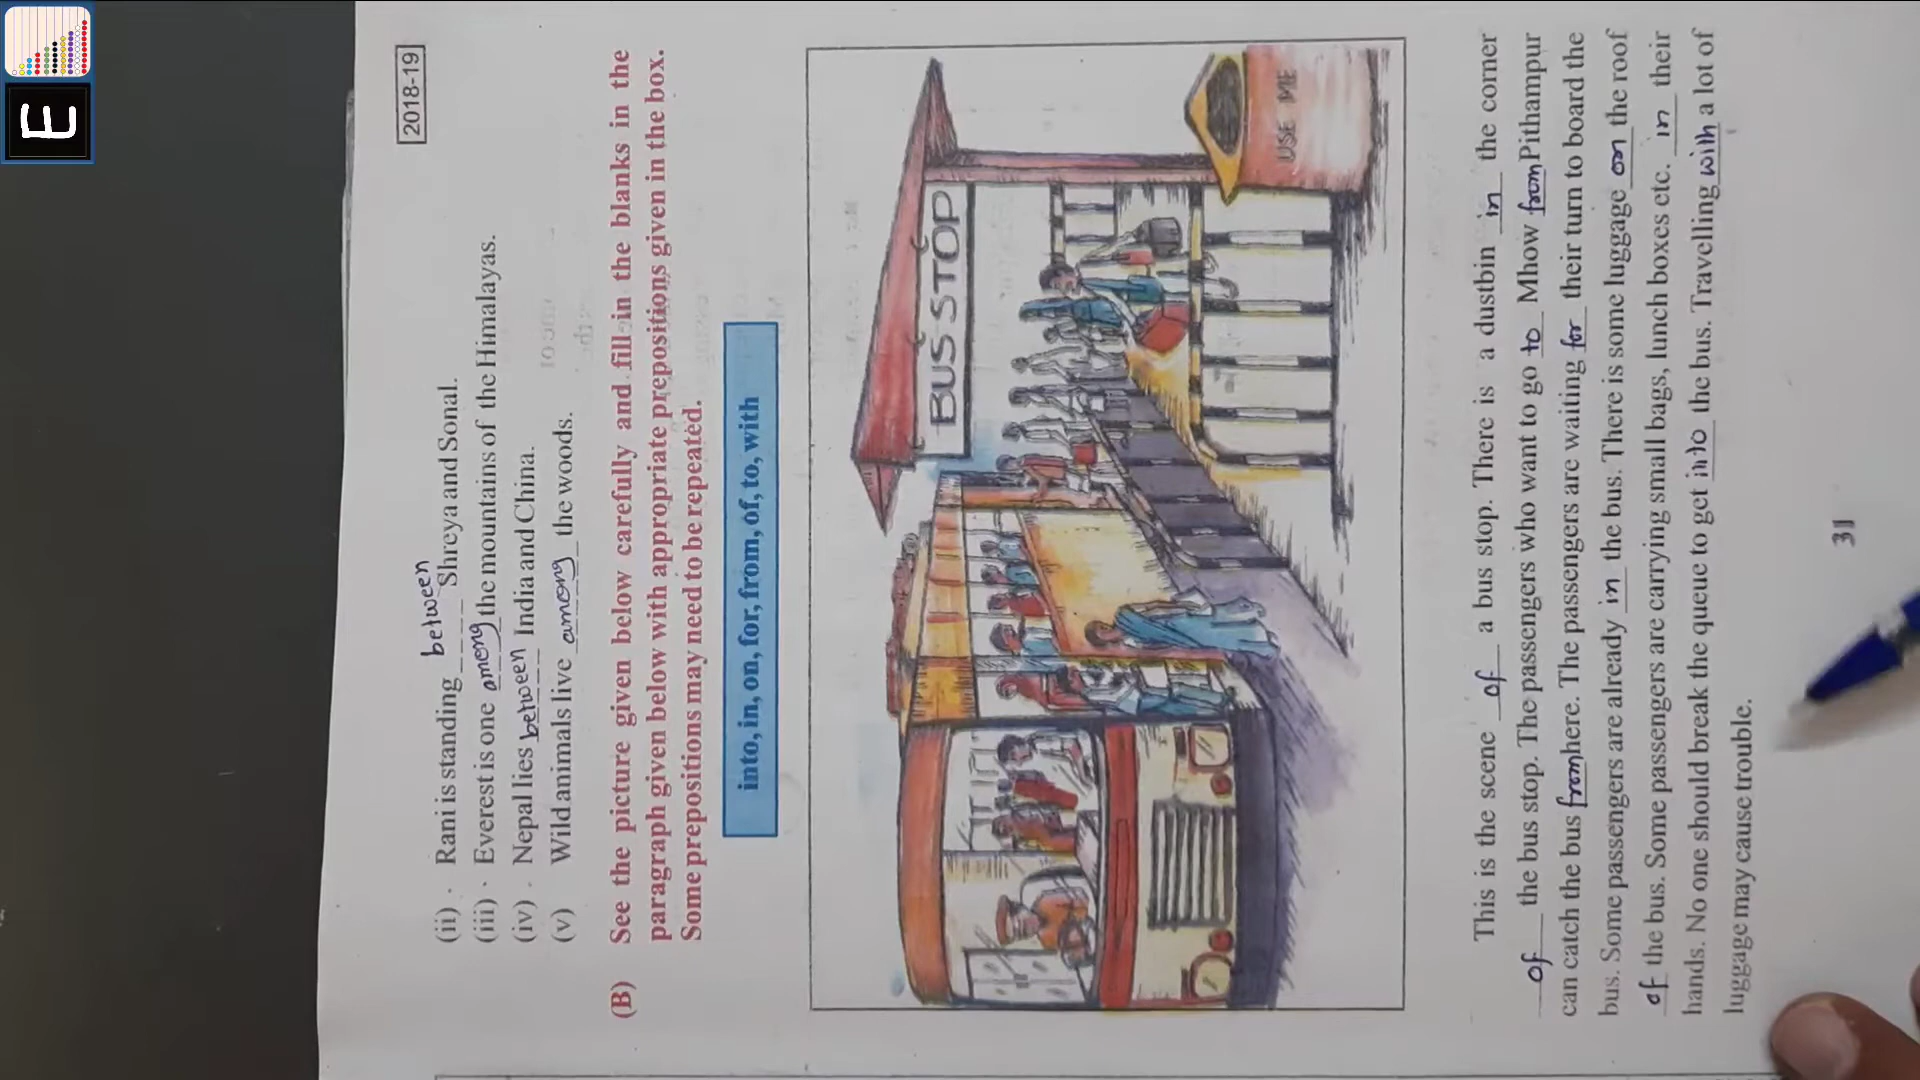 E
2018-19
(ii) Rani is standing between Shreya and Sonal.
(iii) Everest is one among the mountains of the Himalayas.
(iv) Nepal lies between India and China.
(v) Wild animals live among the woods.
(B) See the picture given below carefully and fill in the blanks in the
paragraph given below with appropriate prepositions given in the box.
Some prepositions may need to be repeated.
into, in, on, for, from, of, to, with
BUS STOP
USE ME
This is the scene of a bus stop. There is a dustbin in the corner
of the bus stop. The passengers who want to go to Mhow from Pithampur
can catch the bus from here. The passengers are waiting for their turn to board the
bus. Some passengers are already in the bus. There is some luggage on the roof
of the bus. Some passengers are carrying small bags, lunch boxes etc. in their
hands. No one should break the queue to get into the bus. Travelling with a lot of
luggage may cause trouble.
31